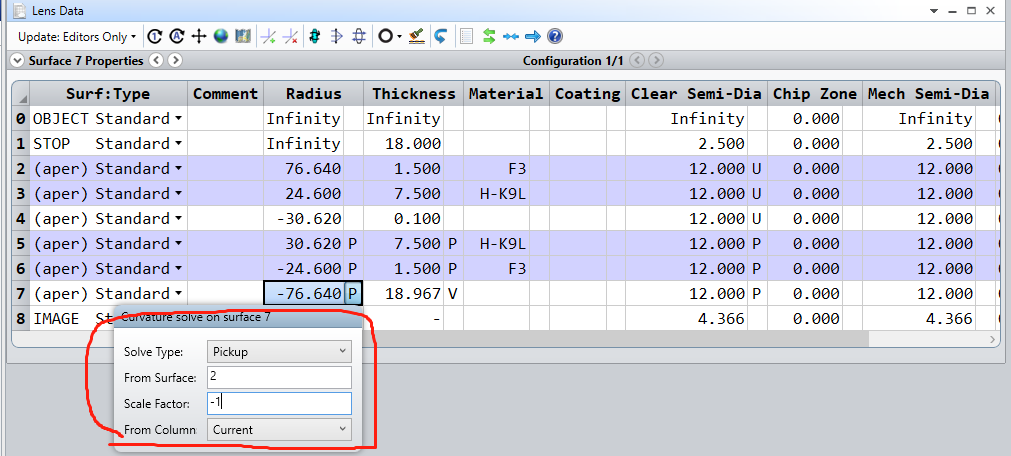 Lens Data
Update: Editors Only
Surface 7 Properties Configuration 1/1
Surf:Type Comment Radius Thickness Material Coating Clear Semi-Dia Chip Zone Mech Semi-Dia
0 OBJECT Standard Infinity Infinity Infinity 0.000 Infinity
1 STOP Standard Infinity 18.000 2.500 0.000 2.500
2 (aper) Standard 76.640 1.500 F3 12.000 U 0.000 12.000
3 (aper) Standard 24.600 7.500 H-K9L 12.000 U 0.000 12.000
4 (aper) Standard -30.620 0.100 12.000 U 0.000 12.000
5 (aper) Standard 30.620 P 7.500 P H-K9L 12.000 P 0.000 12.000
6 (aper) Standard -24.600 P 1.500 P F3 12.000 P 0.000 12.000
7 (aper) Standard -76.640 P 18.967 V 12.000 P 0.000 12.000
8 IMAGE St - 4.366 0.000 4.366
Curvature solve on surface 7
Solve Type: Pickup
From Surface: 2
Scale Factor: -1
From Column: Current